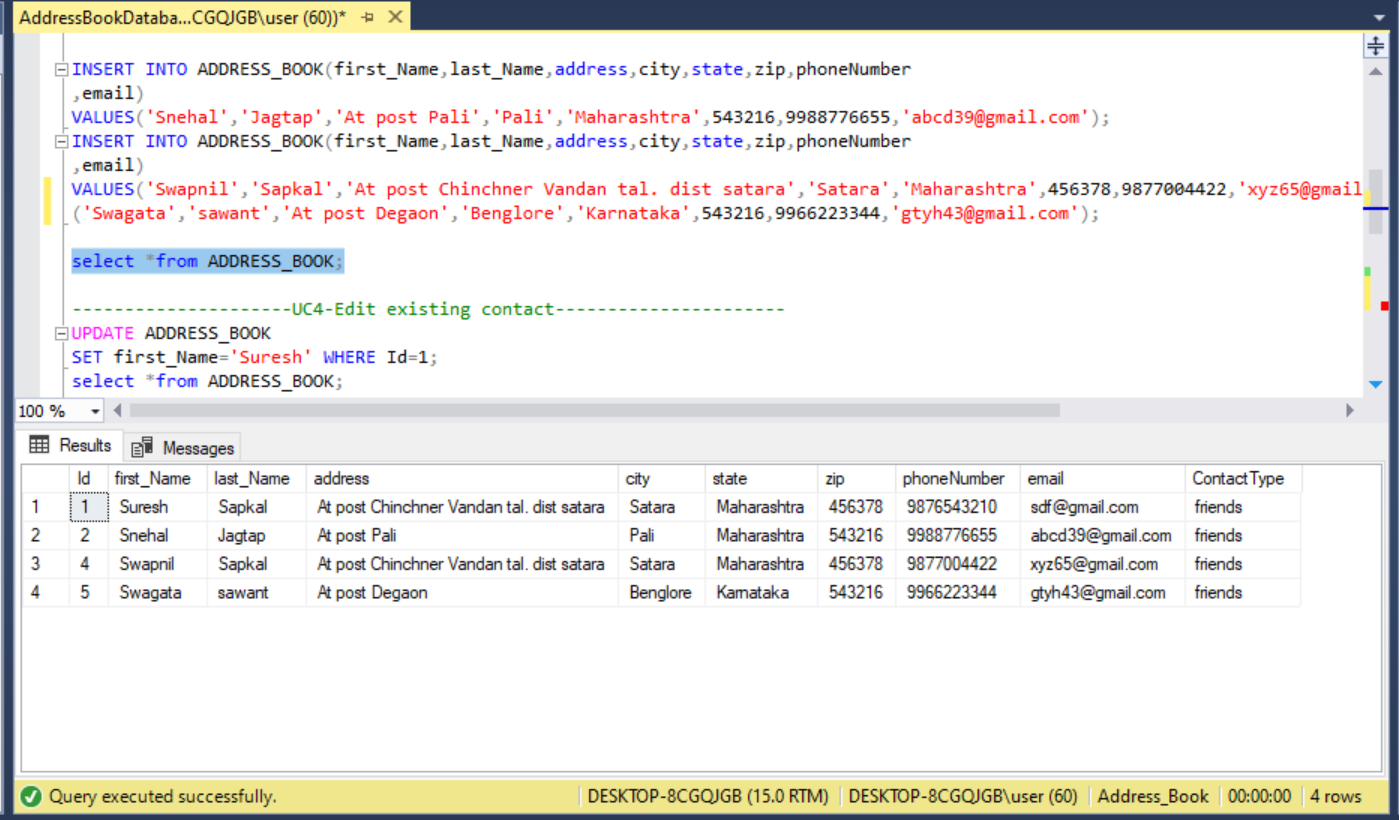 AddressBookDataba...CGQJGB\user (60))*
INSERT INTO ADDRESS_BOOK(first_Name,last_Name,address,city,state,zip,phoneNumber
,email)
VALUES('Snehal','Jagtap','At post Pali','Pali','Maharashtra',543216,9988776655,'abcd39@gmail.com');
INSERT INTO ADDRESS_BOOK(first_Name,last_Name,address,city,state,zip,phoneNumber
,email)
VALUES('Swapnil','Sapkal','At post Chinchner Vandan tal. dist satara','Satara','Maharashtra',456378,9877004422,'xyz65@gmail
('Swagata','sawant','At post Degaon','Benglore','Karnataka',543216,9966223344,'gtyh43@gmail.com');
select *from ADDRESS_BOOK;
---------------------UC4-Edit existing contact----------------------
UPDATE ADDRESS_BOOK
SET first_Name='Suresh' WHERE Id=1;
select *from ADDRESS_BOOK;
100 %
Results Messages
Id first_Name last_Name address city state zip phoneNumber email ContactType
1 1 Suresh Sapkal At post Chinchner Vandan tal. dist satara Satara Maharashtra 456378 9876543210 sdf@gmail.com friends
2 2 Snehal Jagtap At post Pali Pali Maharashtra 543216 9988776655 abcd39@gmail.com friends
3 4 Swapnil Sapkal At post Chinchner Vandan tal. dist satara Satara Maharashtra 456378 9877004422 xyz65@gmail.com friends
4 5 Swagata sawant At post Degaon Benglore Karnataka 543216 9966223344 gtyh43@gmail.com friends
Query executed successfully. DESKTOP-8CGQJGB (15.0 RTM) DESKTOP-8CGQJGB\user (60) Address_Book 00:00:00 4 rows